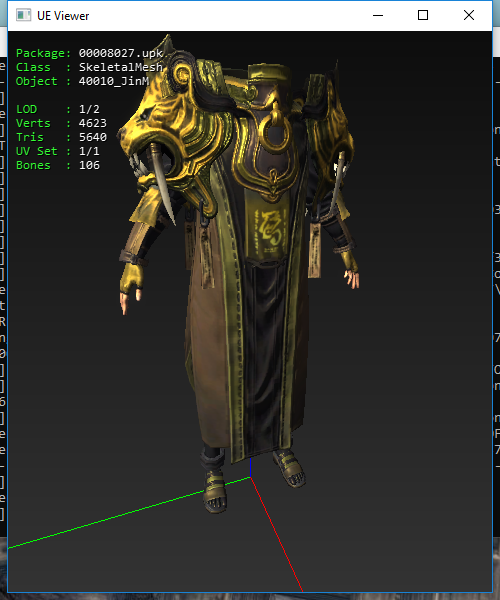 UE Viewer
Package: 00008027.upk
Class : SkeletalMesh
Object : 40010_JinM
LOD : 1/2
Verts : 4623
Tris : 5640
UV Set : 1/1
Bones : 106